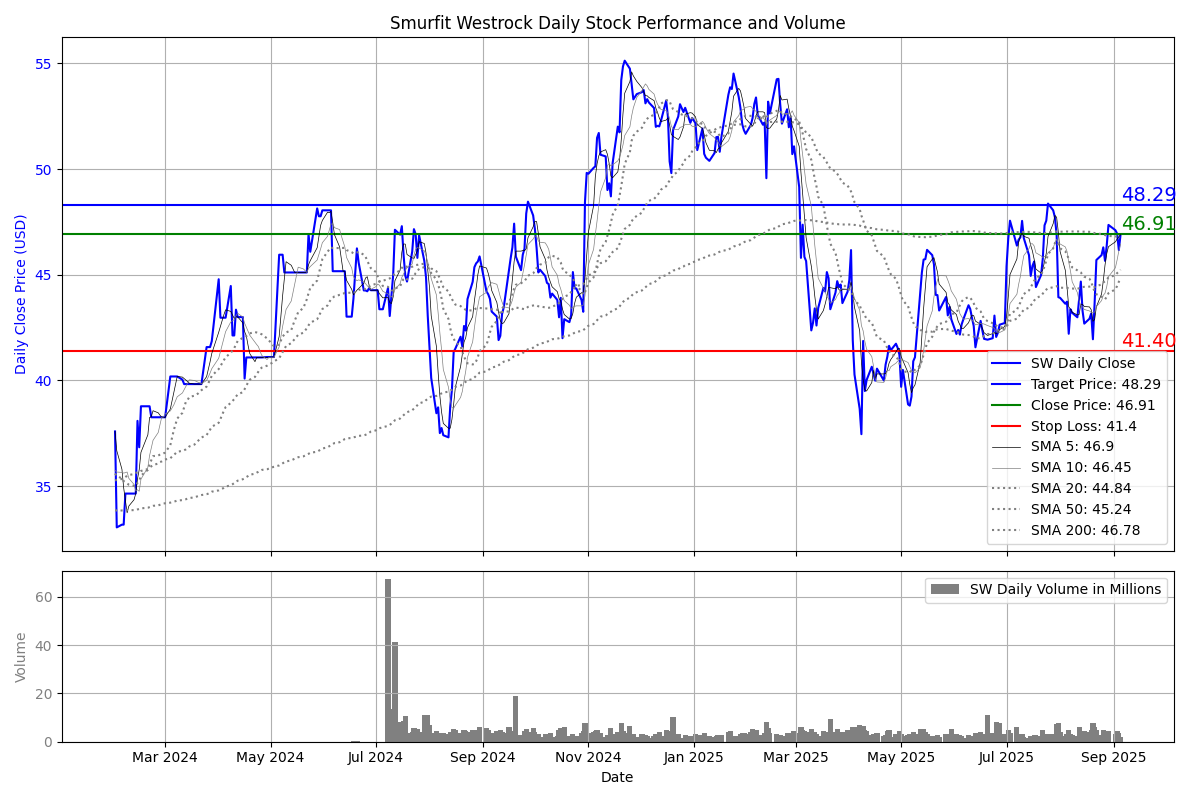 Smurfit Westrock Daily Stock Performance and Volume
Daily Close Price (USD)
55
50
45
40
35
48.29
46.91
41.40
SW Daily Close
Target Price: 48.29
Close Price: 46.91
Stop Loss: 41.4
SMA 5: 46.9
SMA 10: 46.45
SMA 20: 44.84
SMA 50: 45.24
SMA 200: 46.78
Volume
60
40
20
0
SW Daily Volume in Millions
Mar 2024
May 2024
Jul 2024
Sep 2024
Nov 2024
Jan 2025
Mar 2025
May 2025
Jul 2025
Sep 2025
Date